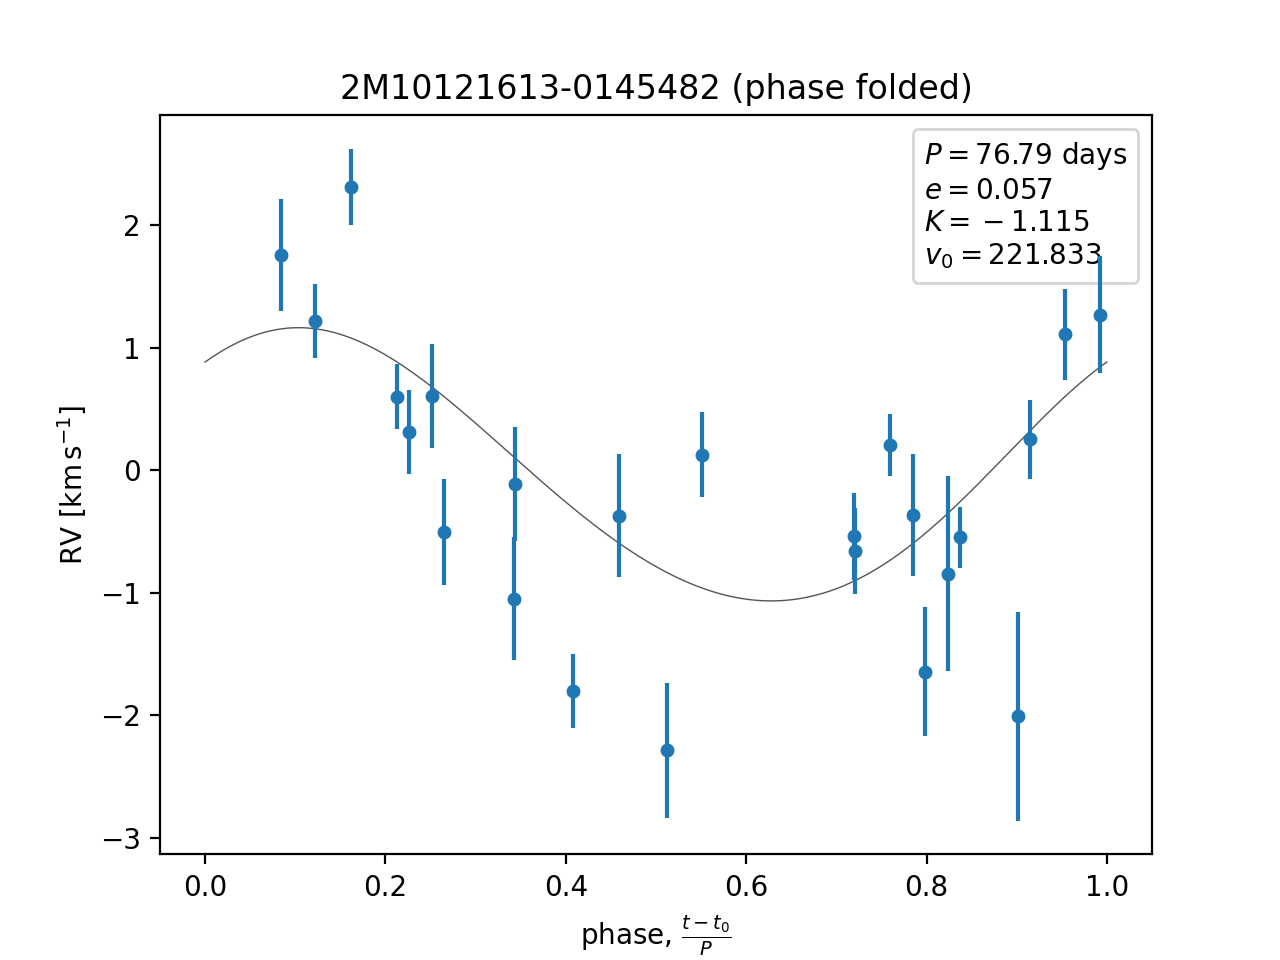 2M10121613-0145482 (phase folded)
P = 76.79 days
e = 0.057
K = −1.115
v₀ = 221.833
2
1
0
−1
−2
−3
RV [km s⁻¹]
0.0 0.2 0.4 0.6 0.8 1.0
phase, (t − t₀)/P